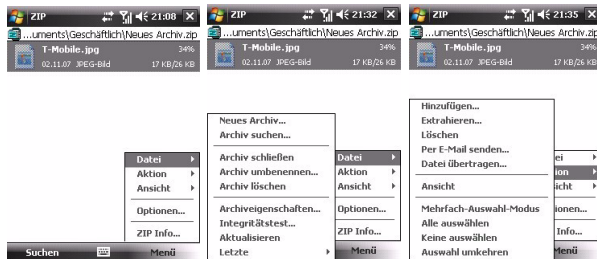 ZIP 21:08
...uments\Geschäftlich\Neues Archiv.zip
T-Mobile.jpg 34%
02.11.07 JPEG-Bild 17 KB/26 KB
Datei
Aktion
Ansicht
Optionen...
ZIP Info...
Suchen Menü
ZIP 21:32
...uments\Geschäftlich\Neues Archiv.zip
T-Mobile.jpg 34%
02.11.07 JPEG-Bild 17 KB/26 KB
Neues Archiv...
Archiv suchen...
Archiv schließen
Archiv umbenennen...
Archiv löschen
Archiveigenschaften...
Integritätstest...
Aktualisieren
Letzte
Datei
Aktion
Ansicht
Optionen...
ZIP Info...
Menü
ZIP 21:35
...uments\Geschäftlich\Neues Archiv.zip
T-Mobile.jpg 34%
02.11.07 JPEG-Bild 17 KB/26 KB
Hinzufügen...
Extrahieren...
Löschen
Per E-Mail senden...
Datei übertragen...
Ansicht
Mehrfach-Auswahl-Modus
Alle auswählen
Keine auswählen
Auswahl umkehren
ei
ion
icht
ionen...
Info...
Menü